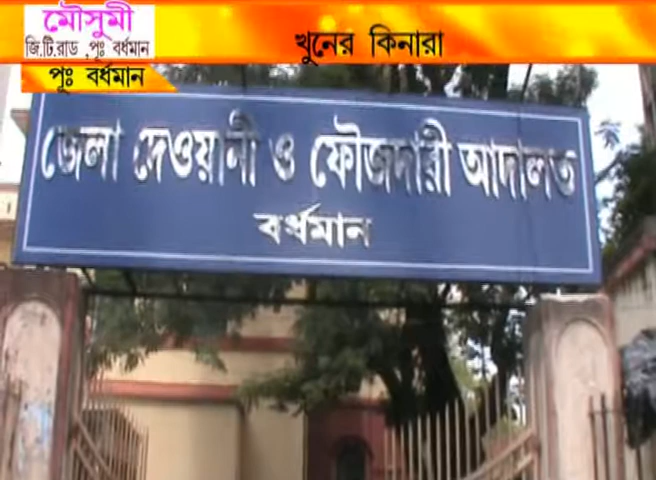 মৌসুমী
জি.টি.রোড ,পূঃ বর্ধমান
খুনের কিনারা
পূঃ বর্ধমান
জেলা দেওয়ানী ও ফৌজদারী আদালত
বর্ধমান